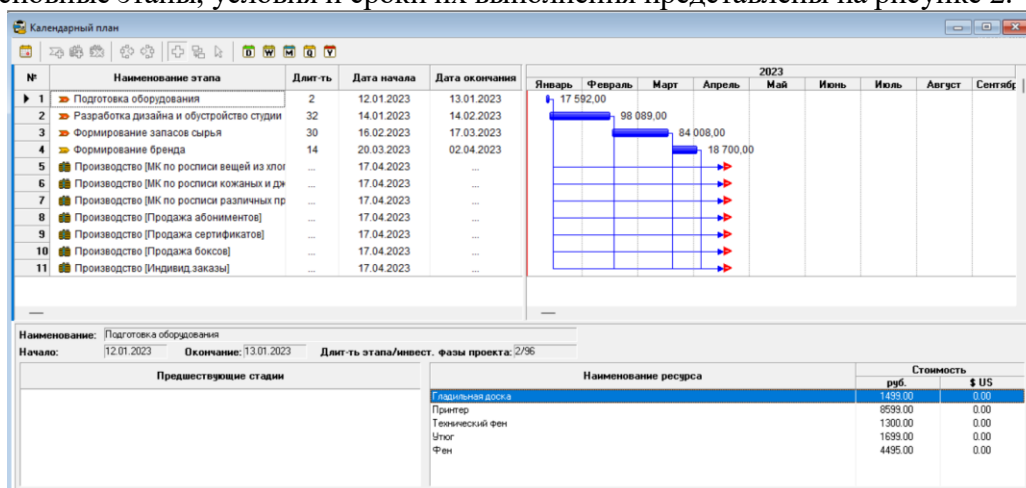 основные этапы, условия и сроки их выполнения представлены на рисунке 2.
Календарный план
D W M Q Y
№ Наименование этапа Длит-ть Дата начала Дата окончания
2023
Январь Февраль Март Апрель Май Июнь Июль Август Сентябр
1 Подготовка оборудования 2 12.01.2023 13.01.2023 17 592,00
2 Разработка дизайна и обустройство студии 32 14.01.2023 14.02.2023 98 089,00
3 Формирование запасов сырья 30 16.02.2023 17.03.2023 84 008,00
4 Формирование бренда 14 20.03.2023 02.04.2023 18 700,00
5 Производство [МК по росписи вещей из хлог ... 17.04.2023 ...
6 Производство [МК по росписи кожаных и дж ... 17.04.2023 ...
7 Производство [МК по росписи различных пр ... 17.04.2023 ...
8 Производство [Продажа абониментов] ... 17.04.2023 ...
9 Производство [Продажа сертификатов] ... 17.04.2023 ...
10 Производство [Продажа боксов] ... 17.04.2023 ...
11 Производство [Индивид.заказы] ... 17.04.2023 ...
Наименование: Подготовка оборудования
Начало: 12.01.2023 Окончание: 13.01.2023 Длит-ть этапа/инвест. фазы проекта: 2/96
Предшествующие стадии Наименование ресурса Стоимость
руб. $ US
Гладильная доска 1499.00 0.00
Принтер 8599.00 0.00
Технический фен 1300.00 0.00
Утюг 1699.00 0.00
Фен 4495.00 0.00